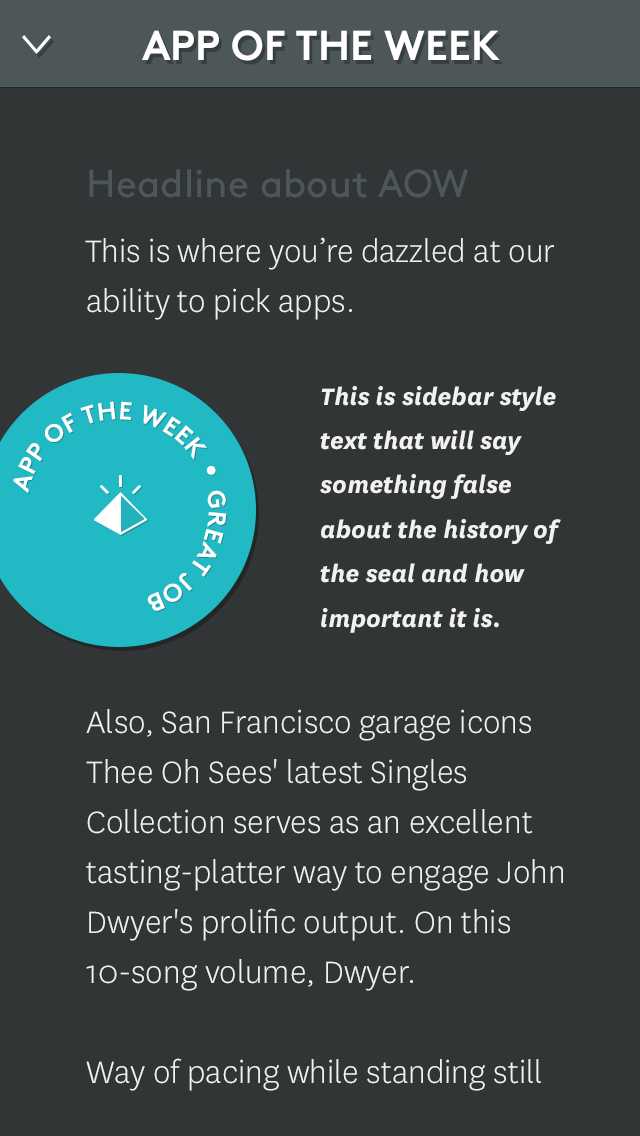 APP OF THE WEEK
Headline about AOW
This is where you’re dazzled at our
ability to pick apps.
APP OF THE WEEK • GREAT JOB
This is sidebar style
text that will say
something false
about the history of
the seal and how
important it is.
Also, San Francisco garage icons
Thee Oh Sees' latest Singles
Collection serves as an excellent
tasting-platter way to engage John
Dwyer's prolific output. On this
10-song volume, Dwyer.
Way of pacing while standing still